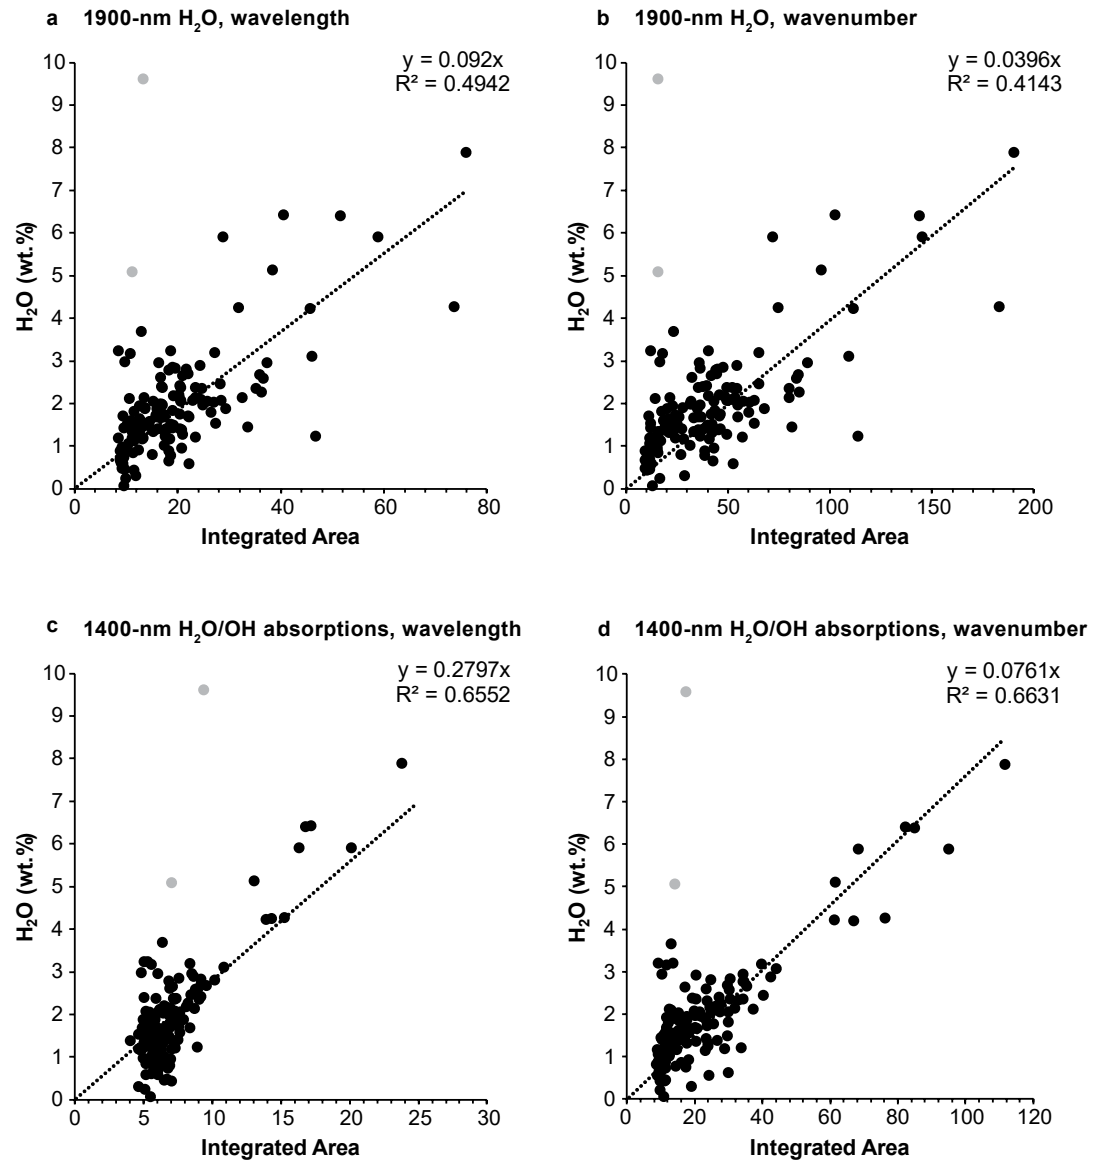 a 1900-nm H₂O, wavelength
y = 0.092x
R² = 0.4942
10
9
8
7
6
5
4
3
2
1
0
H₂O (wt.%)
0 20 40 60 80
Integrated Area
b 1900-nm H₂O, wavenumber
y = 0.0396x
R² = 0.4143
10
9
8
7
6
5
4
3
2
1
0
H₂O (wt.%)
0 50 100 150 200
Integrated Area
c 1400-nm H₂O/OH absorptions, wavelength
y = 0.2797x
R² = 0.6552
10
9
8
7
6
5
4
3
2
1
0
H₂O (wt.%)
0 5 10 15 20 25 30
Integrated Area
d 1400-nm H₂O/OH absorptions, wavenumber
y = 0.0761x
R² = 0.6631
10
9
8
7
6
5
4
3
2
1
0
H₂O (wt.%)
0 20 40 60 80 100 120
Integrated Area